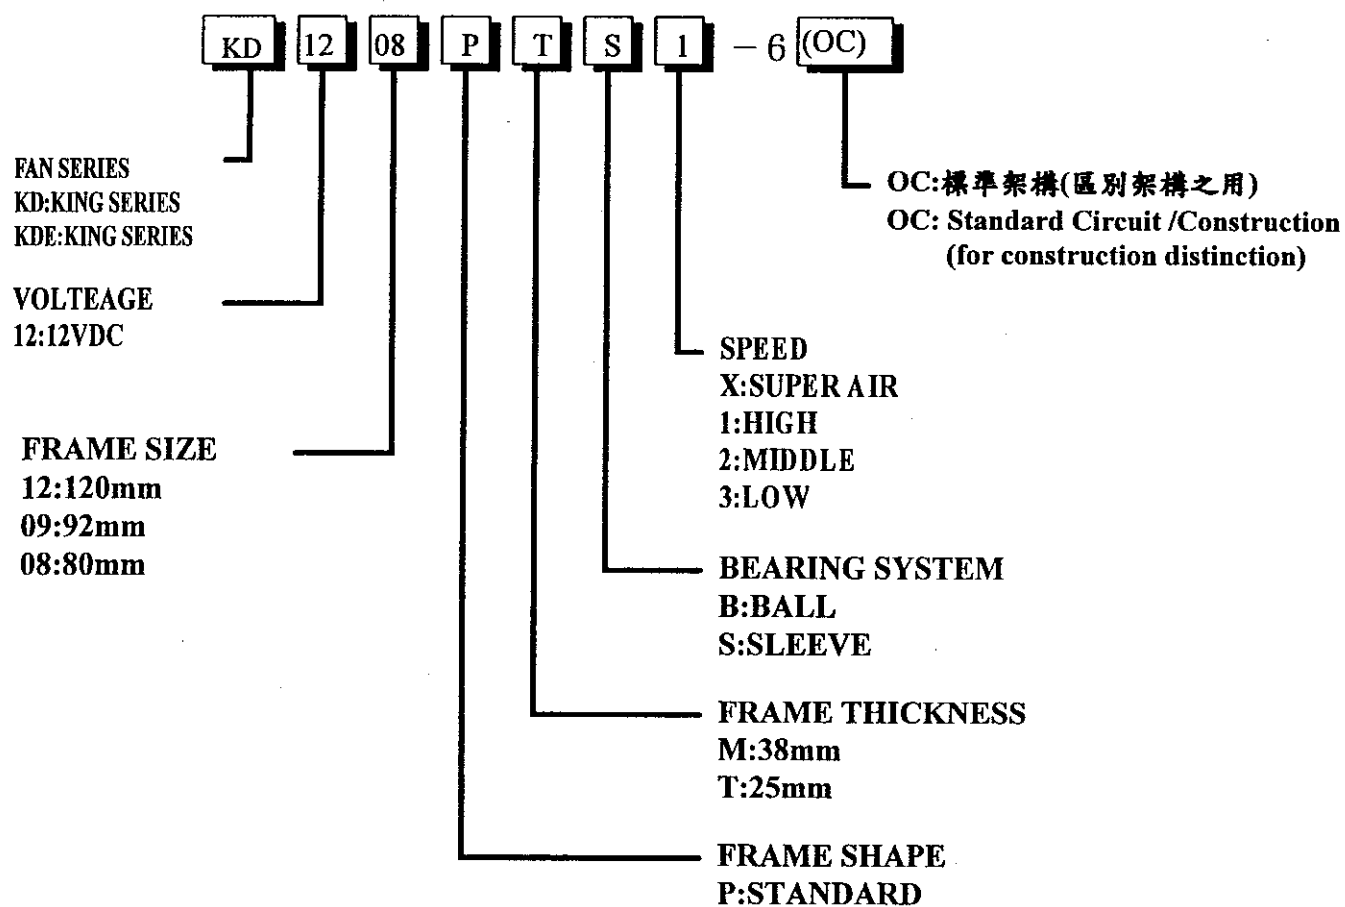 KD 12 08 P T S 1 -6 (OC)
FAN SERIES
KD:KING SERIES
KDE:KING SERIES
VOLTEAGE
12:12VDC
FRAME SIZE
12:120mm
09:92mm
08:80mm
OC:標準架構(區別架構之用)
OC: Standard Circuit /Construction
(for construction distinction)
SPEED
X:SUPER AIR
1:HIGH
2:MIDDLE
3:LOW
BEARING SYSTEM
B:BALL
S:SLEEVE
FRAME THICKNESS
M:38mm
T:25mm
FRAME SHAPE
P:STANDARD